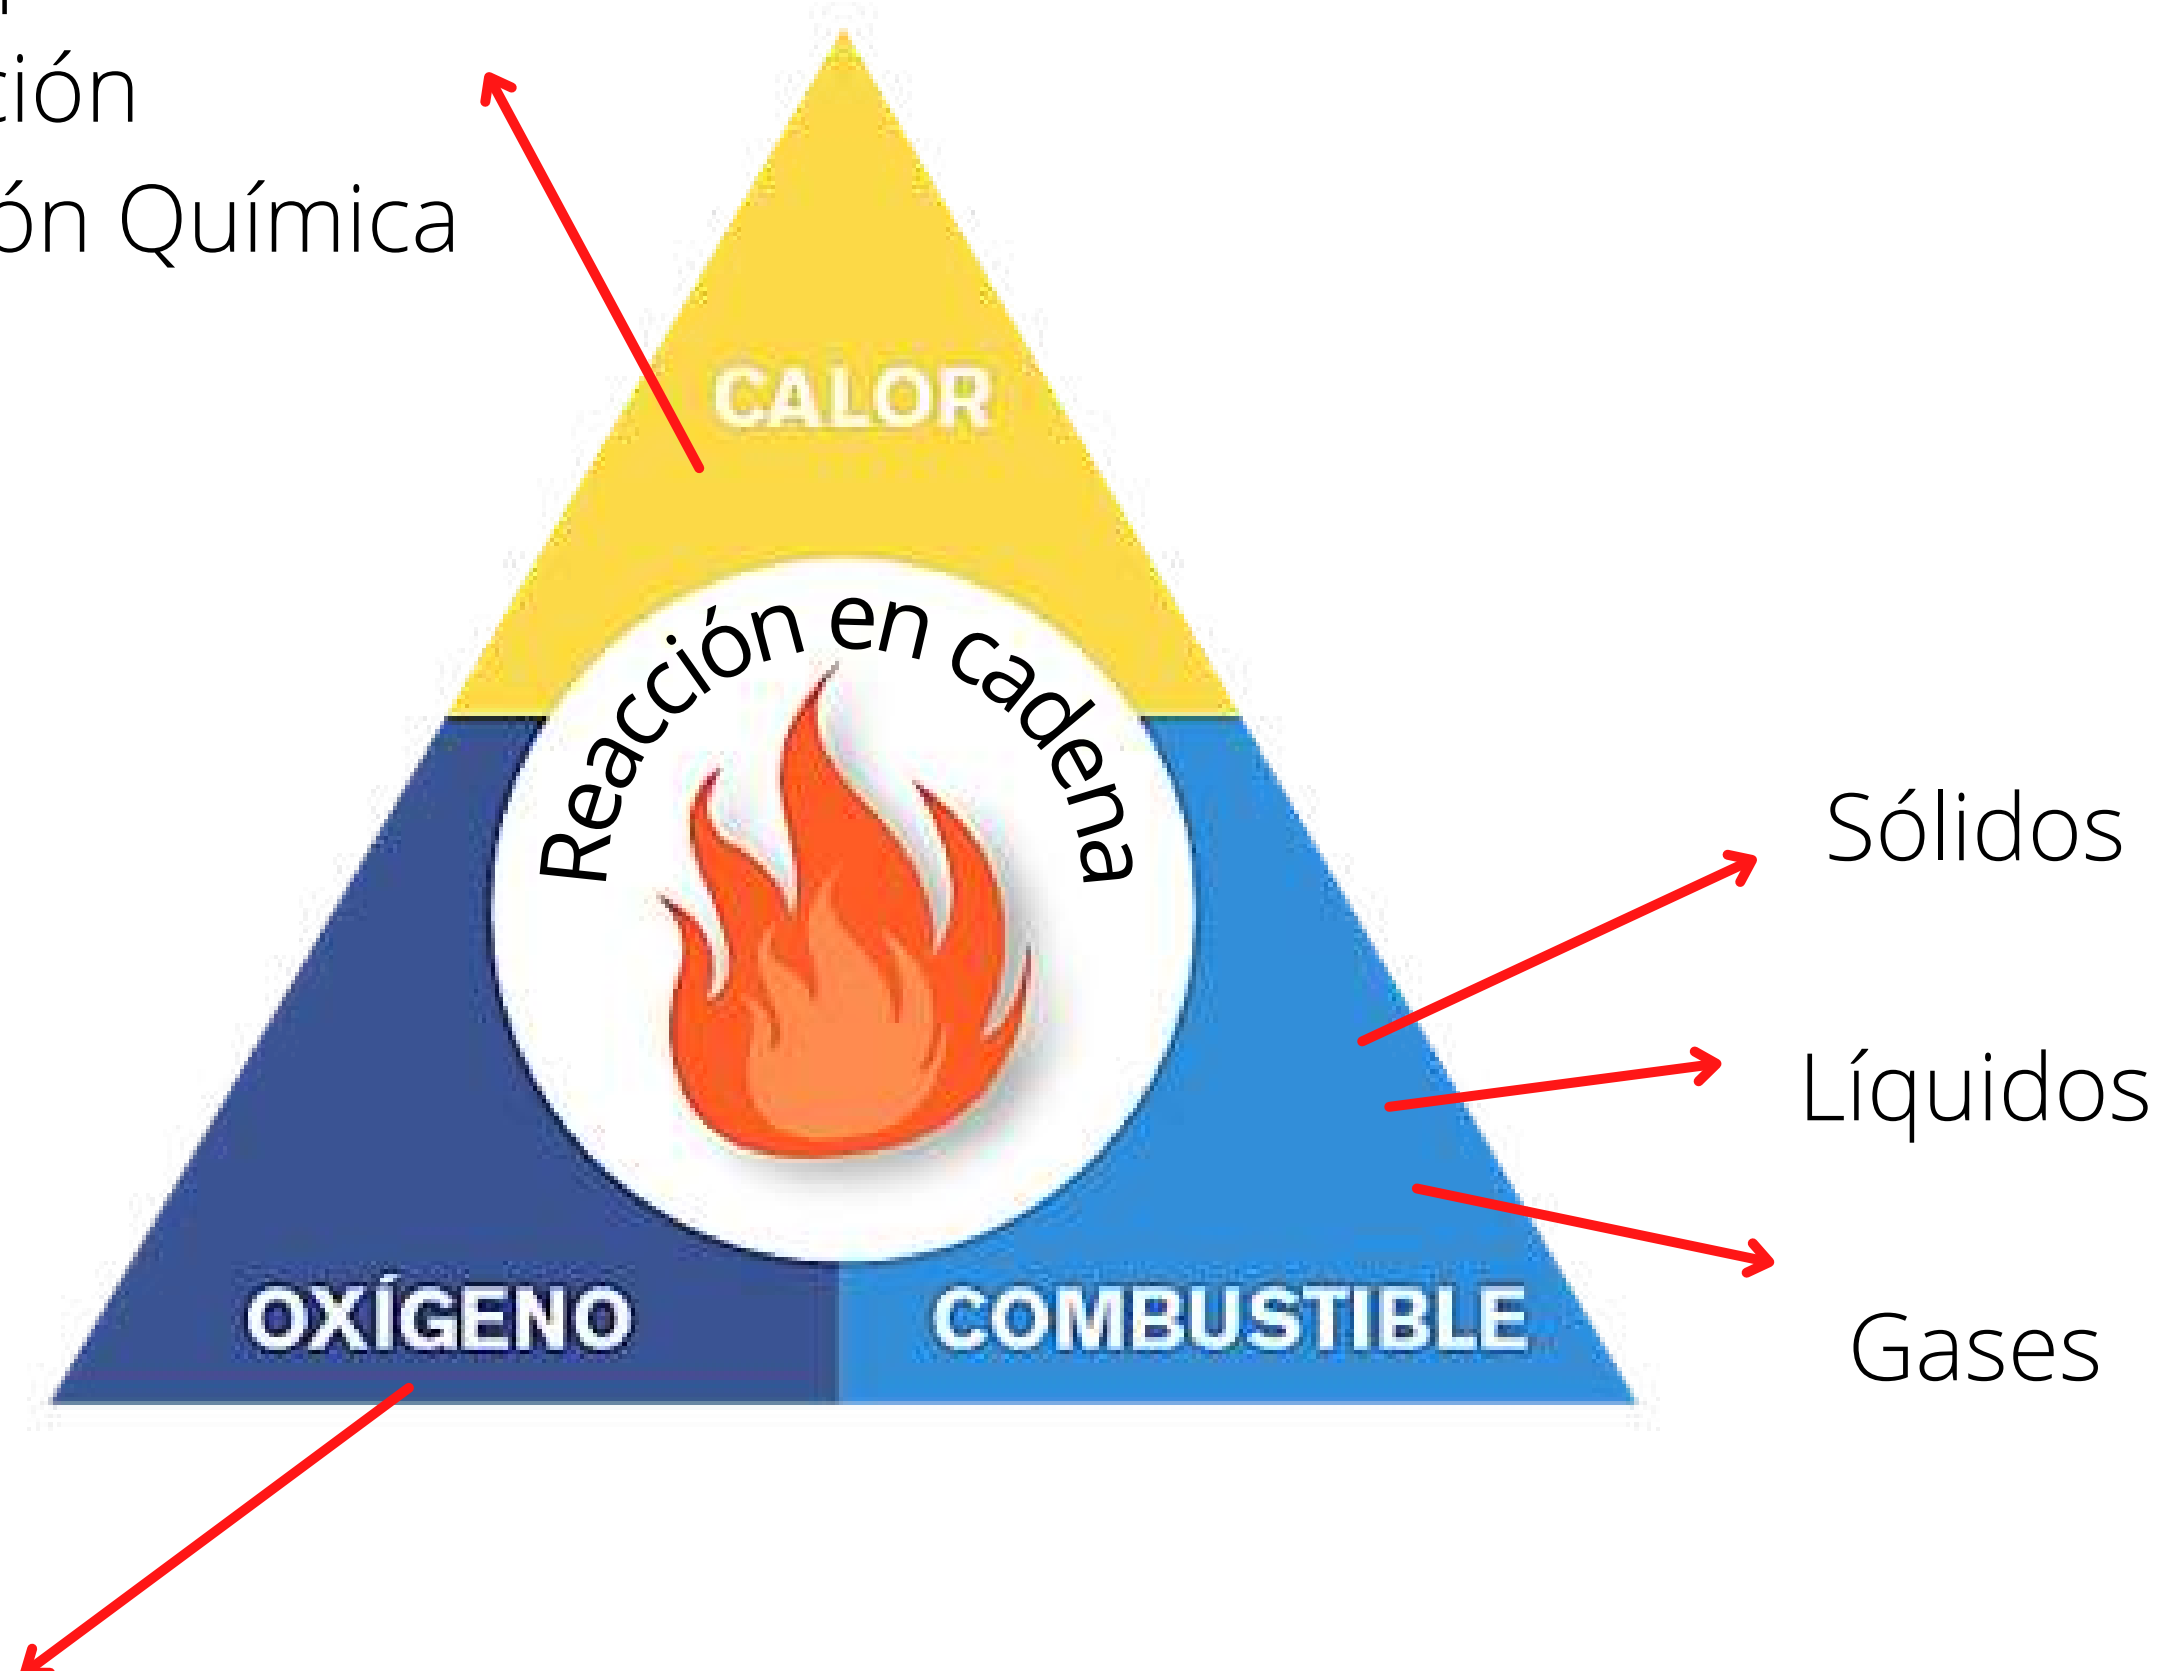 ción
ón Química
CALOR
Reacción en cadena
Sólidos
Líquidos
Gases
OXÍGENO
COMBUSTIBLE